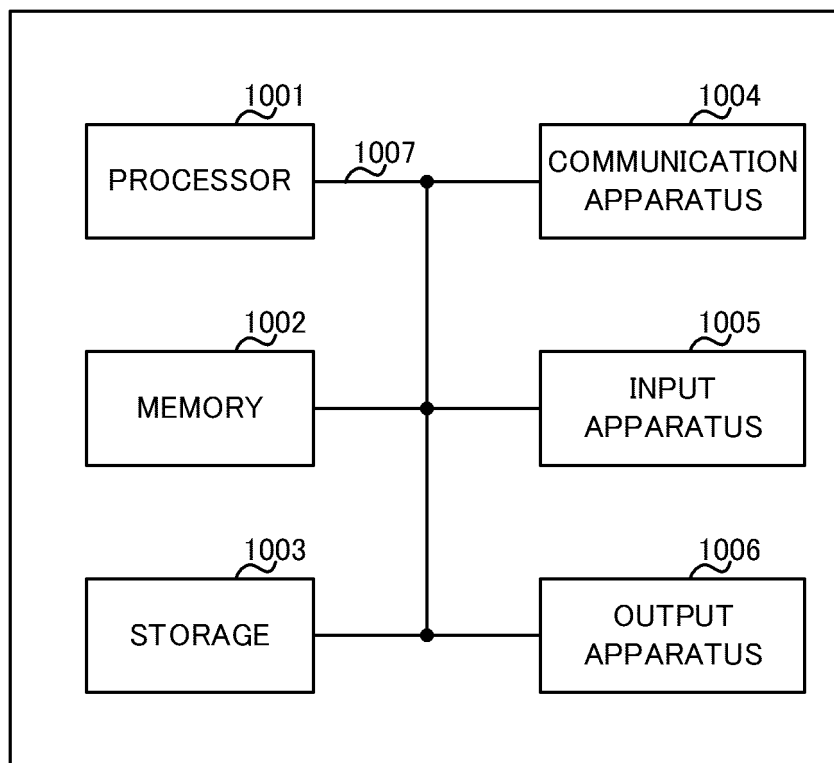 1001
PROCESSOR
1007
1004
COMMUNICATION
APPARATUS
1002
MEMORY
1005
INPUT
APPARATUS
1003
STORAGE
1006
OUTPUT
APPARATUS